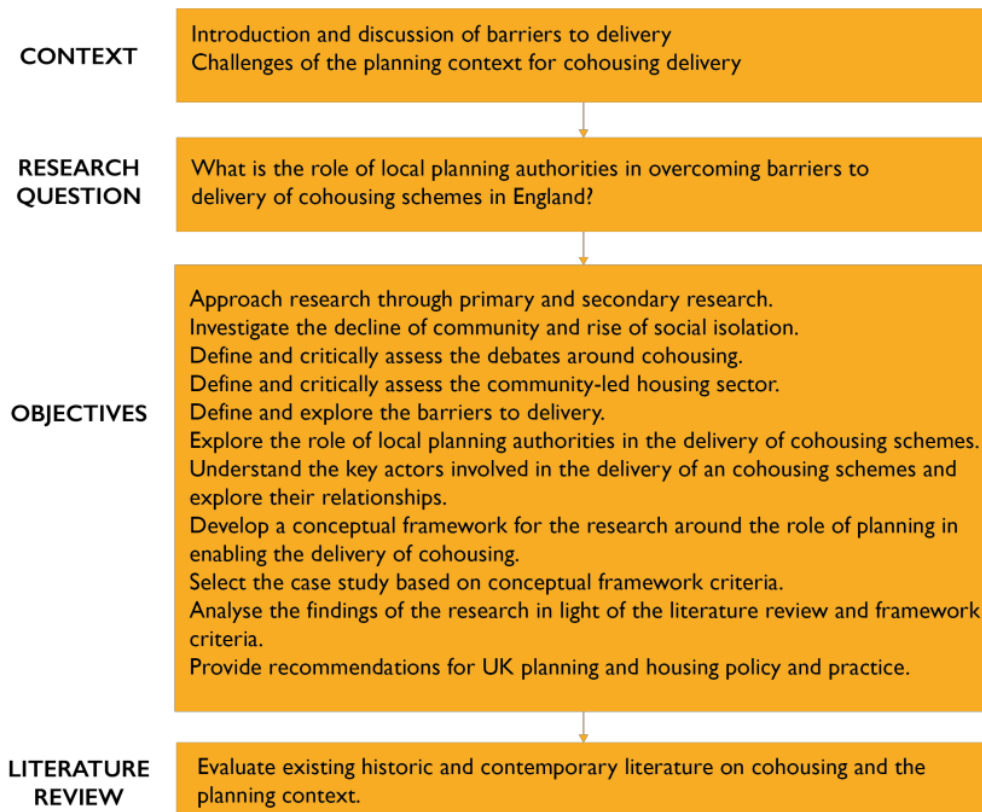 CONTEXT
Introduction and discussion of barriers to delivery
Challenges of the planning context for cohousing delivery
RESEARCH
QUESTION
What is the role of local planning authorities in overcoming barriers to
delivery of cohousing schemes in England?
OBJECTIVES
Approach research through primary and secondary research.
Investigate the decline of community and rise of social isolation.
Define and critically assess the debates around cohousing.
Define and critically assess the community-led housing sector.
Define and explore the barriers to delivery.
Explore the role of local planning authorities in the delivery of cohousing schemes.
Understand the key actors involved in the delivery of an cohousing schemes and
explore their relationships.
Develop a conceptual framework for the research around the role of planning in
enabling the delivery of cohousing.
Select the case study based on conceptual framework criteria.
Analyse the findings of the research in light of the literature review and framework
criteria.
Provide recommendations for UK planning and housing policy and practice.
LITERATURE
REVIEW
Evaluate existing historic and contemporary literature on cohousing and the
planning context.